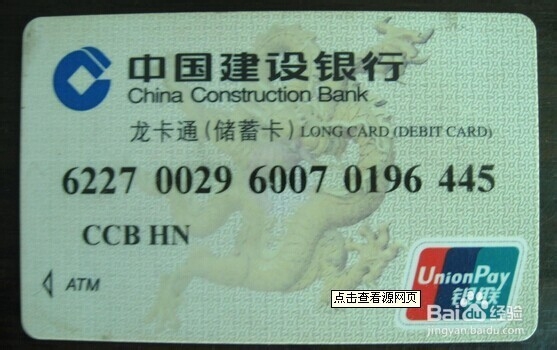 中国建设银行
China Construction Bank
龙卡通(储蓄卡) LONG CARD (DEBIT CARD)
6227 0029 6007 0196 445
CCB HN
ATM
UnionPay
银联
点击查看源网页
Baidu经验
jingyan.baidu.com